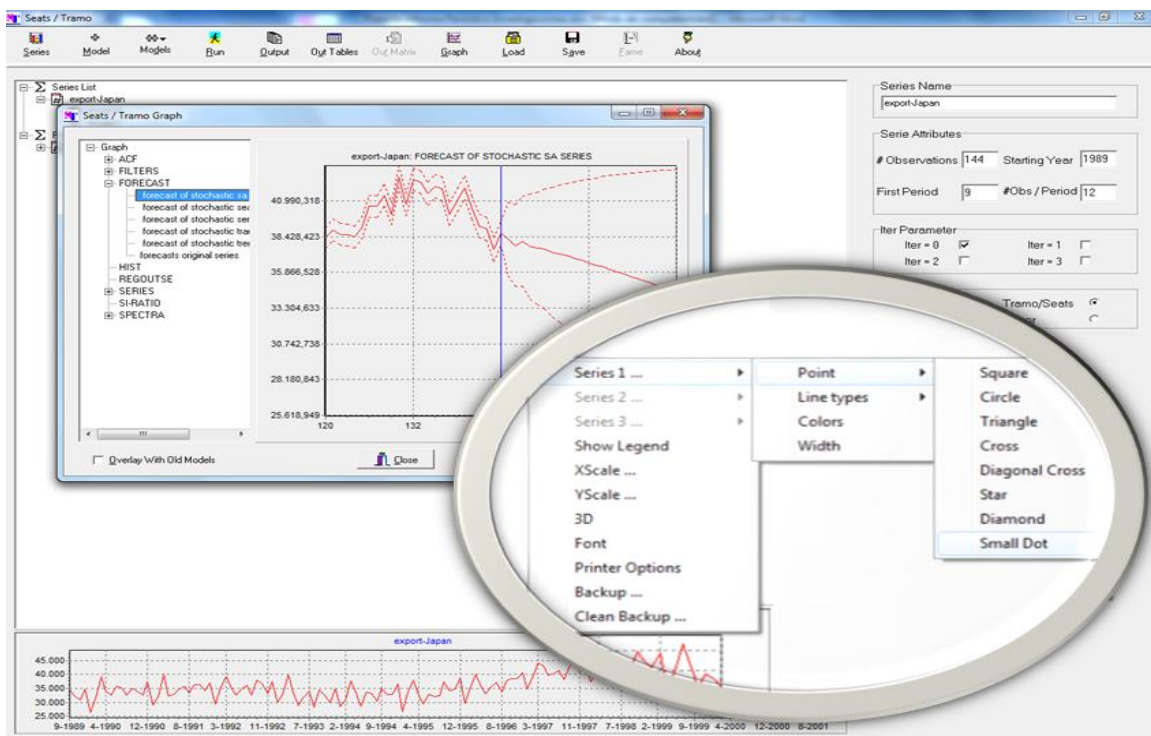 Seats / Tramo
Series Model Models Run Output Out Tables Out Matrix Graph Load Save Fame About
Series List
export-Japan
Series Name
export-Japan
Serie Attributes
# Observations 144 Starting Year 1989
First Period 9 #Obs / Period 12
Iter Parameter
Iter = 0 Iter = 1
Iter = 2 Iter = 3
Tramo/Seats
Seats / Tramo Graph
Graph
ACF
FILTERS
FORECAST
forecast of stochastic sa
forecast of stochastic sea
forecast of stochastic ser
forecast of stochastic tra
forecast of stochastic tre
forecasts original series
HIST
REGOUTSE
SERIES
SI-RATIO
SPECTRA
export-Japan: FORECAST OF STOCHASTIC SA SERIES
40.990,318
38.428,423
35.866,528
33.304,633
30.742,738
28.180,843
25.618,949
120 132
Overlay With Old Models
Close
Series 1 ...
Series 2 ...
Series 3 ...
Show Legend
XScale ...
YScale ...
3D
Font
Printer Options
Backup ...
Clean Backup ...
Point
Line types
Colors
Width
Square
Circle
Triangle
Cross
Diagonal Cross
Star
Diamond
Small Dot
export-Japan
45.000
40.000
35.000
30.000
25.000
9-1989 4-1990 12-1990 8-1991 3-1992 11-1992 7-1993 2-1994 9-1994 4-1995 12-1995 8-1996 3-1997 11-1997 7-1998 2-1999 9-1999 4-2000 12-2000 8-2001